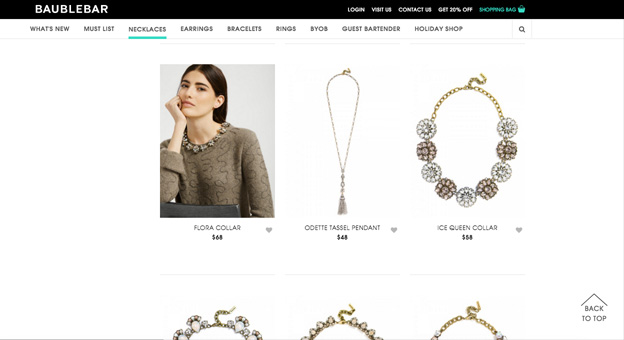 BAUBLEBAR
LOGIN VISIT US CONTACT US GET 20% OFF SHOPPING BAG
WHAT'S NEW MUST LIST NECKLACES EARRINGS BRACELETS RINGS BYOB GUEST BARTENDER HOLIDAY SHOP
FLORA COLLAR
$68
ODETTE TASSEL PENDANT
$48
ICE QUEEN COLLAR
$58
BACK
TO TOP